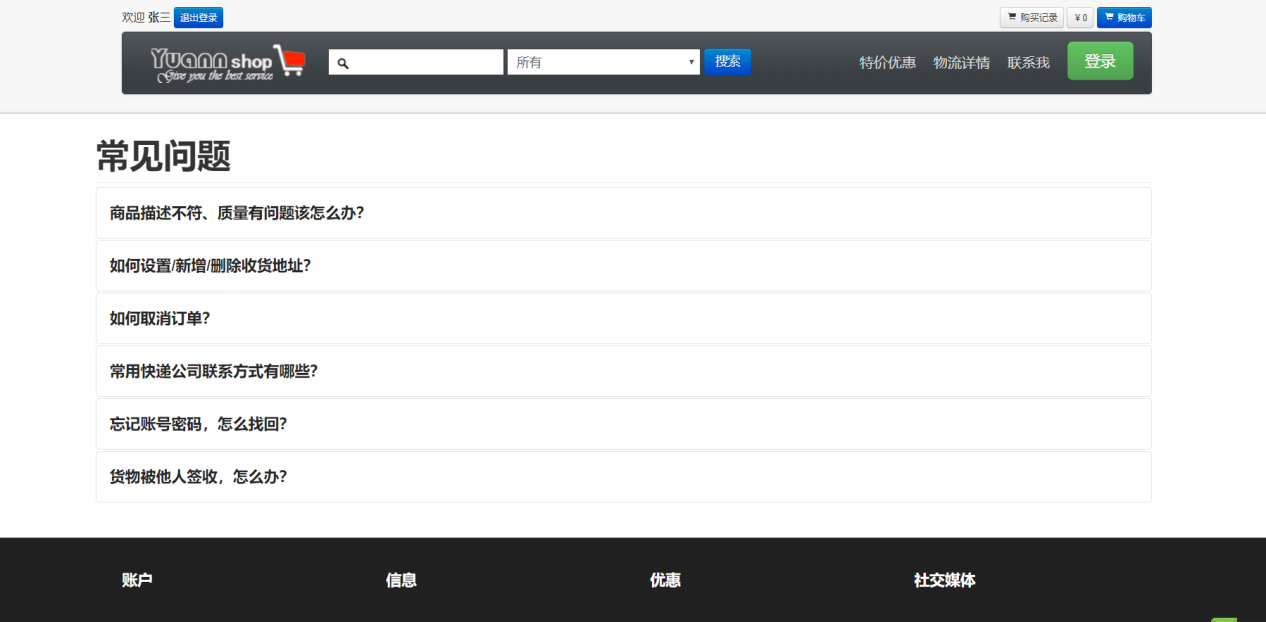 欢迎 张三 退出登录 购买记录 ¥ 0 购物车
Yuann shop
Give you the best service
所有 搜索 特价优惠 物流详情 联系我 登录
常见问题
商品描述不符、质量有问题该怎么办?
如何设置/新增/删除收货地址?
如何取消订单?
常用快递公司联系方式有哪些?
忘记账号密码，怎么找回?
货物被他人签收，怎么办?
账户 信息 优惠 社交媒体